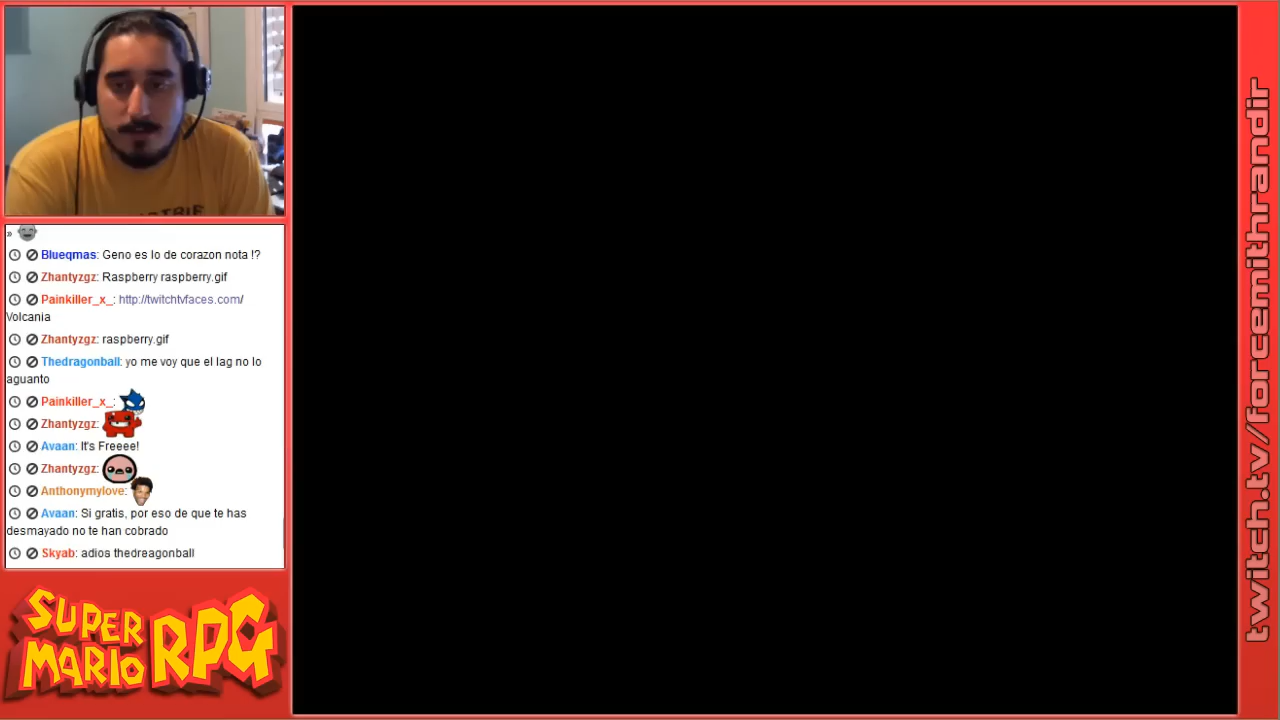 »
Blueqmas: Geno es lo de corazon nota !?
Zhantyzgz: Raspberry raspberry.gif
Painkiller_x_: http://twitchtvfaces.com/
Volcania
Zhantyzgz: raspberry.gif
Thedragonball: yo me voy que el lag no lo
aguanto
Painkiller_x_:
Zhantyzgz:
Avaan: It's Freeee!
Zhantyzgz:
Anthonymylove:
Avaan: Si gratis, por eso de que te has
desmayado no te han cobrado
Skyab: adios thedreagonball
SUPER
MARIO
RPG
twitch.tv/forcemithrandir